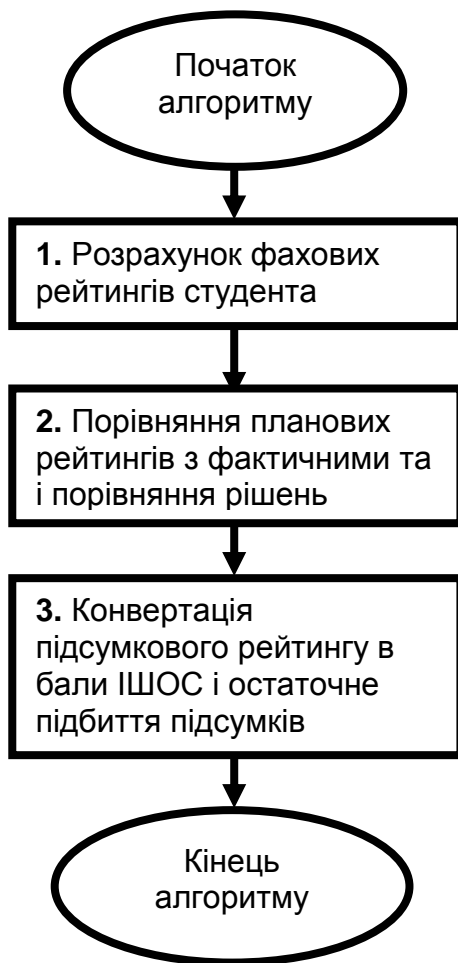 Початок
алгоритму
1. Розрахунок фахових
рейтингів студента
2. Порівняння планових
рейтингів з фактичними та
і порівняння рішень
3. Конвертація
підсумкового рейтингу в
бали ІШОС і остаточне
підбиття підсумків
Кінець
алгоритму